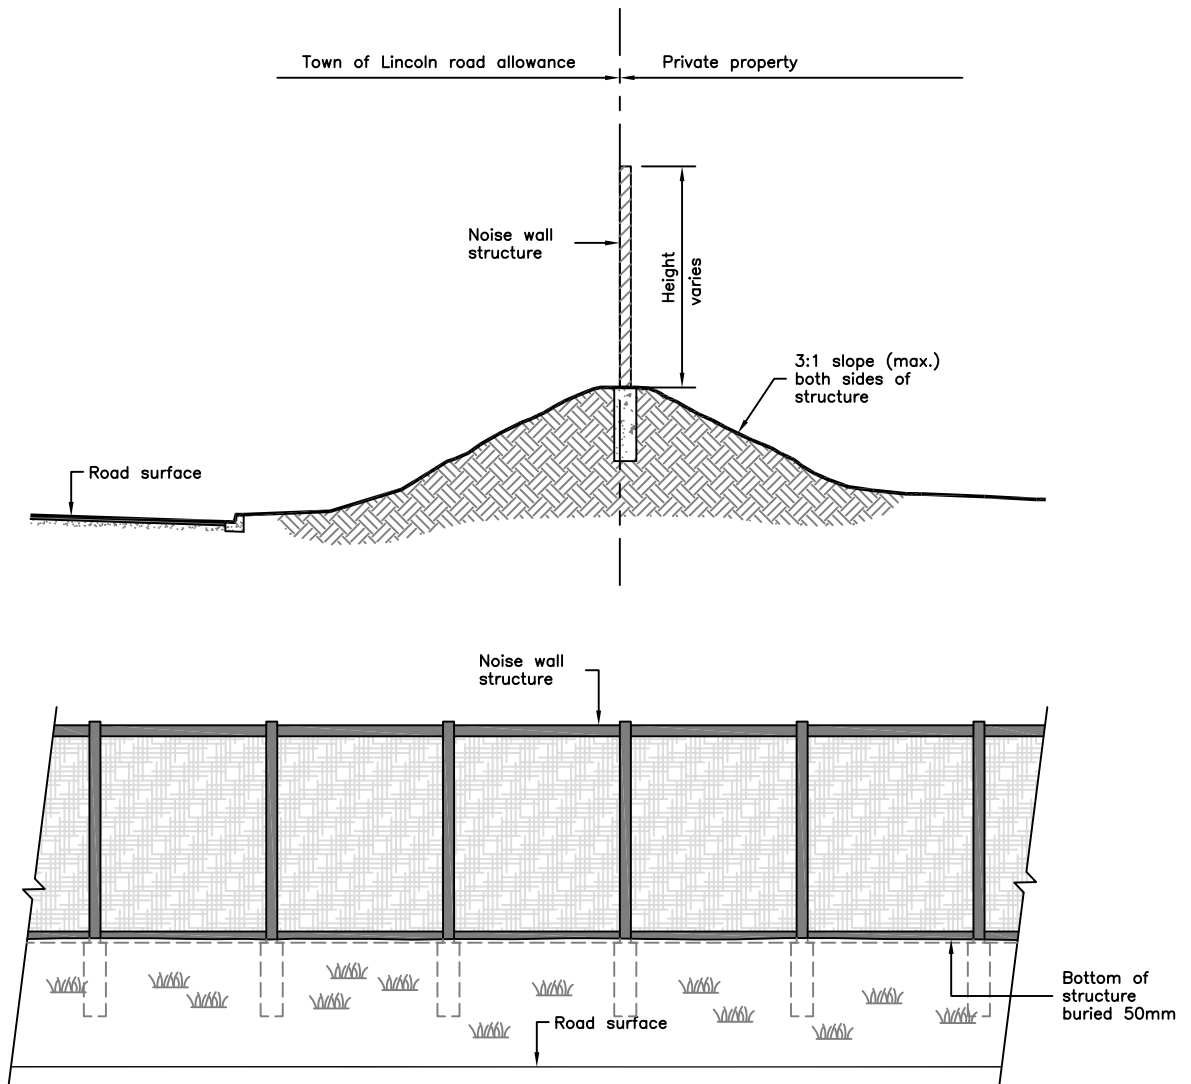 Town of Lincoln road allowance
Private property
Noise wall
structure
Height
varies
3:1 slope (max.)
both sides of
structure
Road surface
Noise wall
structure
Bottom of
structure
buried 50mm
Road surface